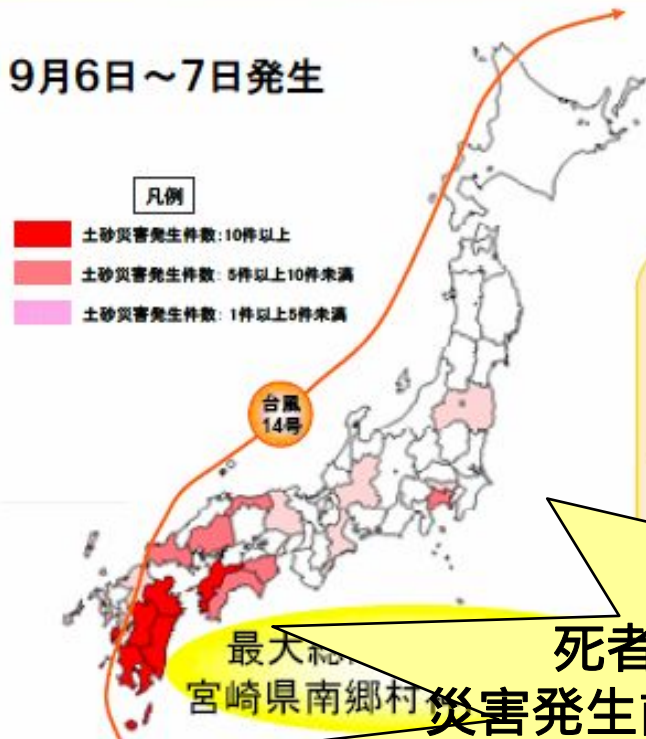 9月6日～7日発生
凡例
土砂災害発生件数:10件以上
土砂災害発生件数: 5件以上10件未満
土砂災害発生件数: 1件以上5件未満
台風
14号
最大総
宮崎県南郷村
死者
災害発生